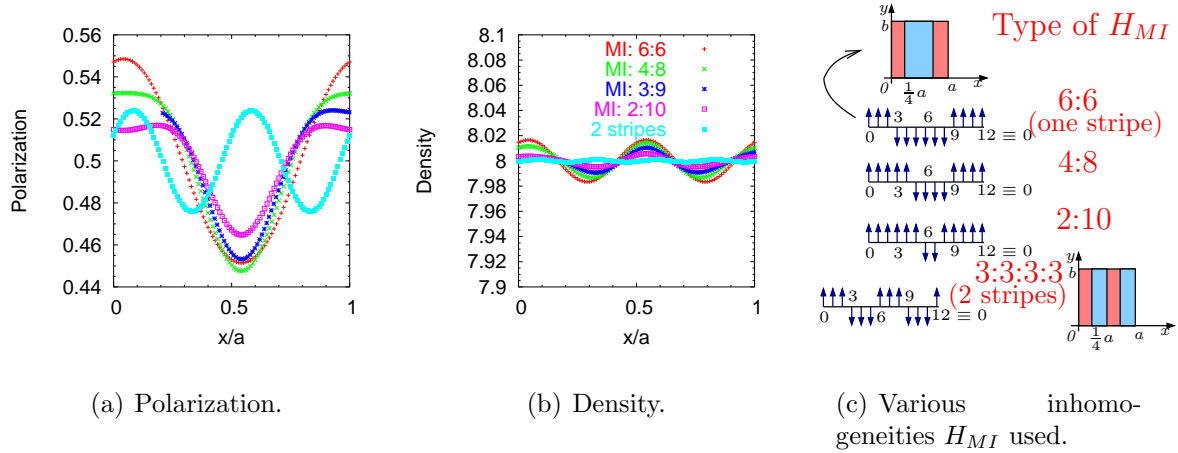 0.56
0.54
0.52
0.5
0.48
0.46
0.44
0
0.5
1
Polarization
x/a
8.1
8.08
8.06
8.04
8.02
8
7.98
7.96
7.94
7.92
7.9
0
0.5
1
Density
x/a
MI: 6:6
MI: 4:8
MI: 3:9
MI: 2:10
2 stripes
Type of H_MI
y
b
0
1/4 a
a
x
6:6
(one stripe)
3 6
0 9 12 ≡ 0
4:8
6
0 3 9 12 ≡ 0
2:10
6
0 3 9 12 ≡ 0
3:3:3:3
(2 stripes)
3 9
0 6 12 ≡ 0
y
b
0
1/4 a
a
x
(a) Polarization.
(b) Density.
(c) Various inhomo-
geneities H_MI used.